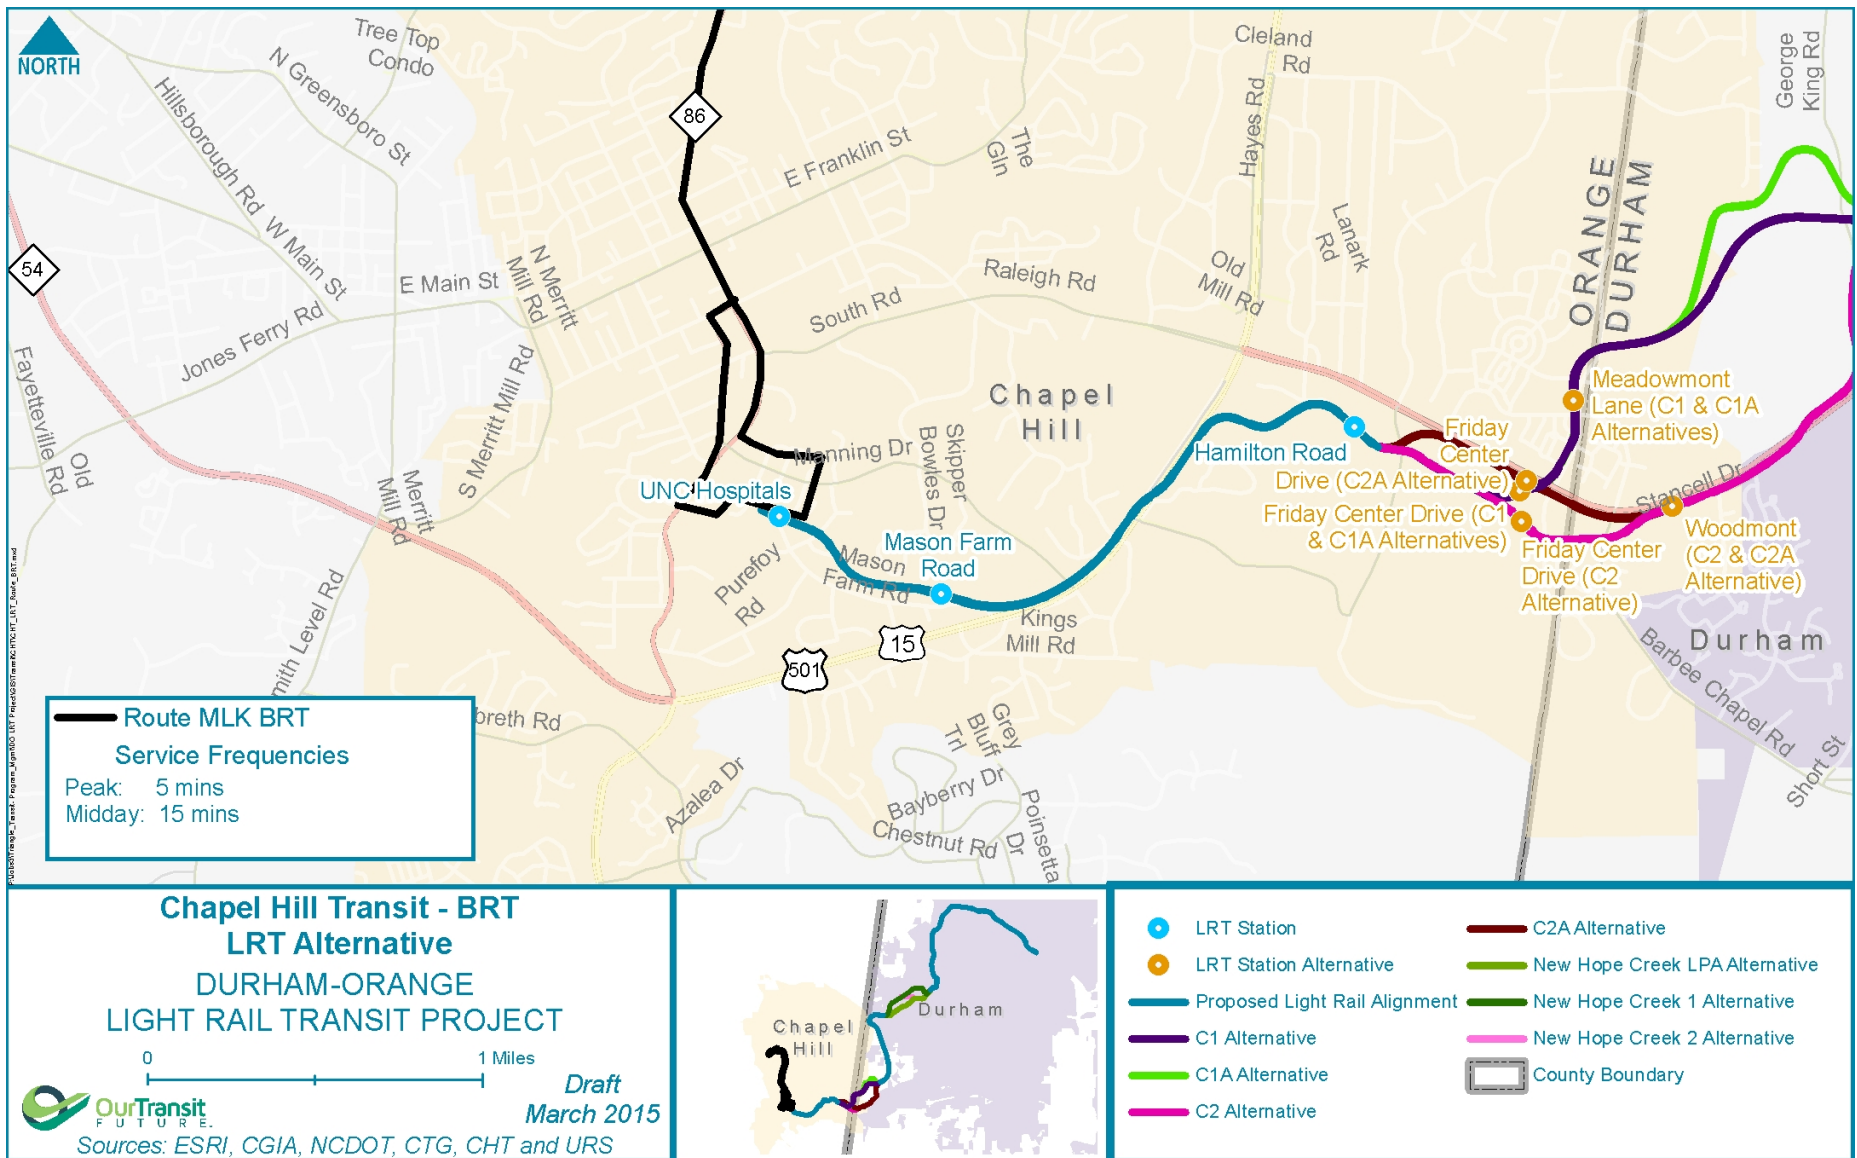 NORTH
Tree Top
Condo
N Greensboro St
Hillsborough Rd
W Main St
86
E Franklin St
The
Gln
Cleland
Rd
Hayes Rd
George
King Rd
54
E Main St
N Merritt
Mill Rd
Jones Ferry Rd
South Rd
Raleigh Rd
Old
Mill Rd
Lanark
Rd
ORANGE
DURHAM
Fayetteville Rd
Old
S Merritt Mill Rd
Merritt
Mill Rd
Chapel
Hill
Manning Dr
Skipper
Bowles Dr
UNC Hospitals
Hamilton Road
Meadowmont
Lane (C1 & C1A
Alternatives)
Friday
Center
Drive (C2A Alternative)
Friday Center Drive (C1
& C1A Alternatives)
Friday Center
Drive (C2
Alternative)
Stancell Dr
Woodmont
(C2 & C2A
Alternative)
Mason Farm
Road
Mason
Farm Rd
Purefoy
Rd
Kings
Mill Rd
15
501
Durham
Barbee Chapel Rd
Short St
mith Level Rd
breth Rd
Azalea Dr
Grey
Bluff
Trl
Bayberry Dr
Chestnut Rd
Poinsetta
Dr
Route MLK BRT
Service Frequencies
Peak: 5 mins
Midday: 15 mins
Chapel Hill Transit - BRT
LRT Alternative
DURHAM-ORANGE
LIGHT RAIL TRANSIT PROJECT
0 1 Miles
Draft
March 2015
OurTransit
FUTURE.
Sources: ESRI, CGIA, NCDOT, CTG, CHT and URS
Chapel
Hill
Durham
LRT Station
LRT Station Alternative
Proposed Light Rail Alignment
C1 Alternative
C1A Alternative
C2 Alternative
C2A Alternative
New Hope Creek LPA Alternative
New Hope Creek 1 Alternative
New Hope Creek 2 Alternative
County Boundary